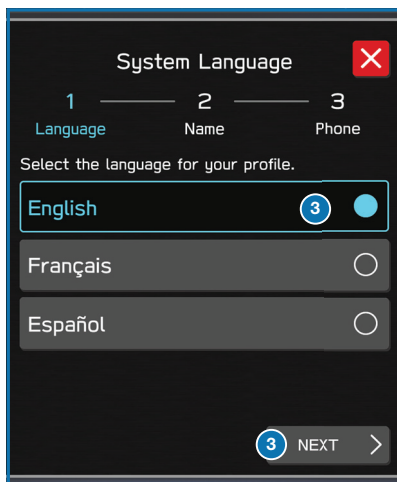 System Language
1 2 3
Language Name Phone
Select the language for your profile.
English 3
Français
Español
3 NEXT